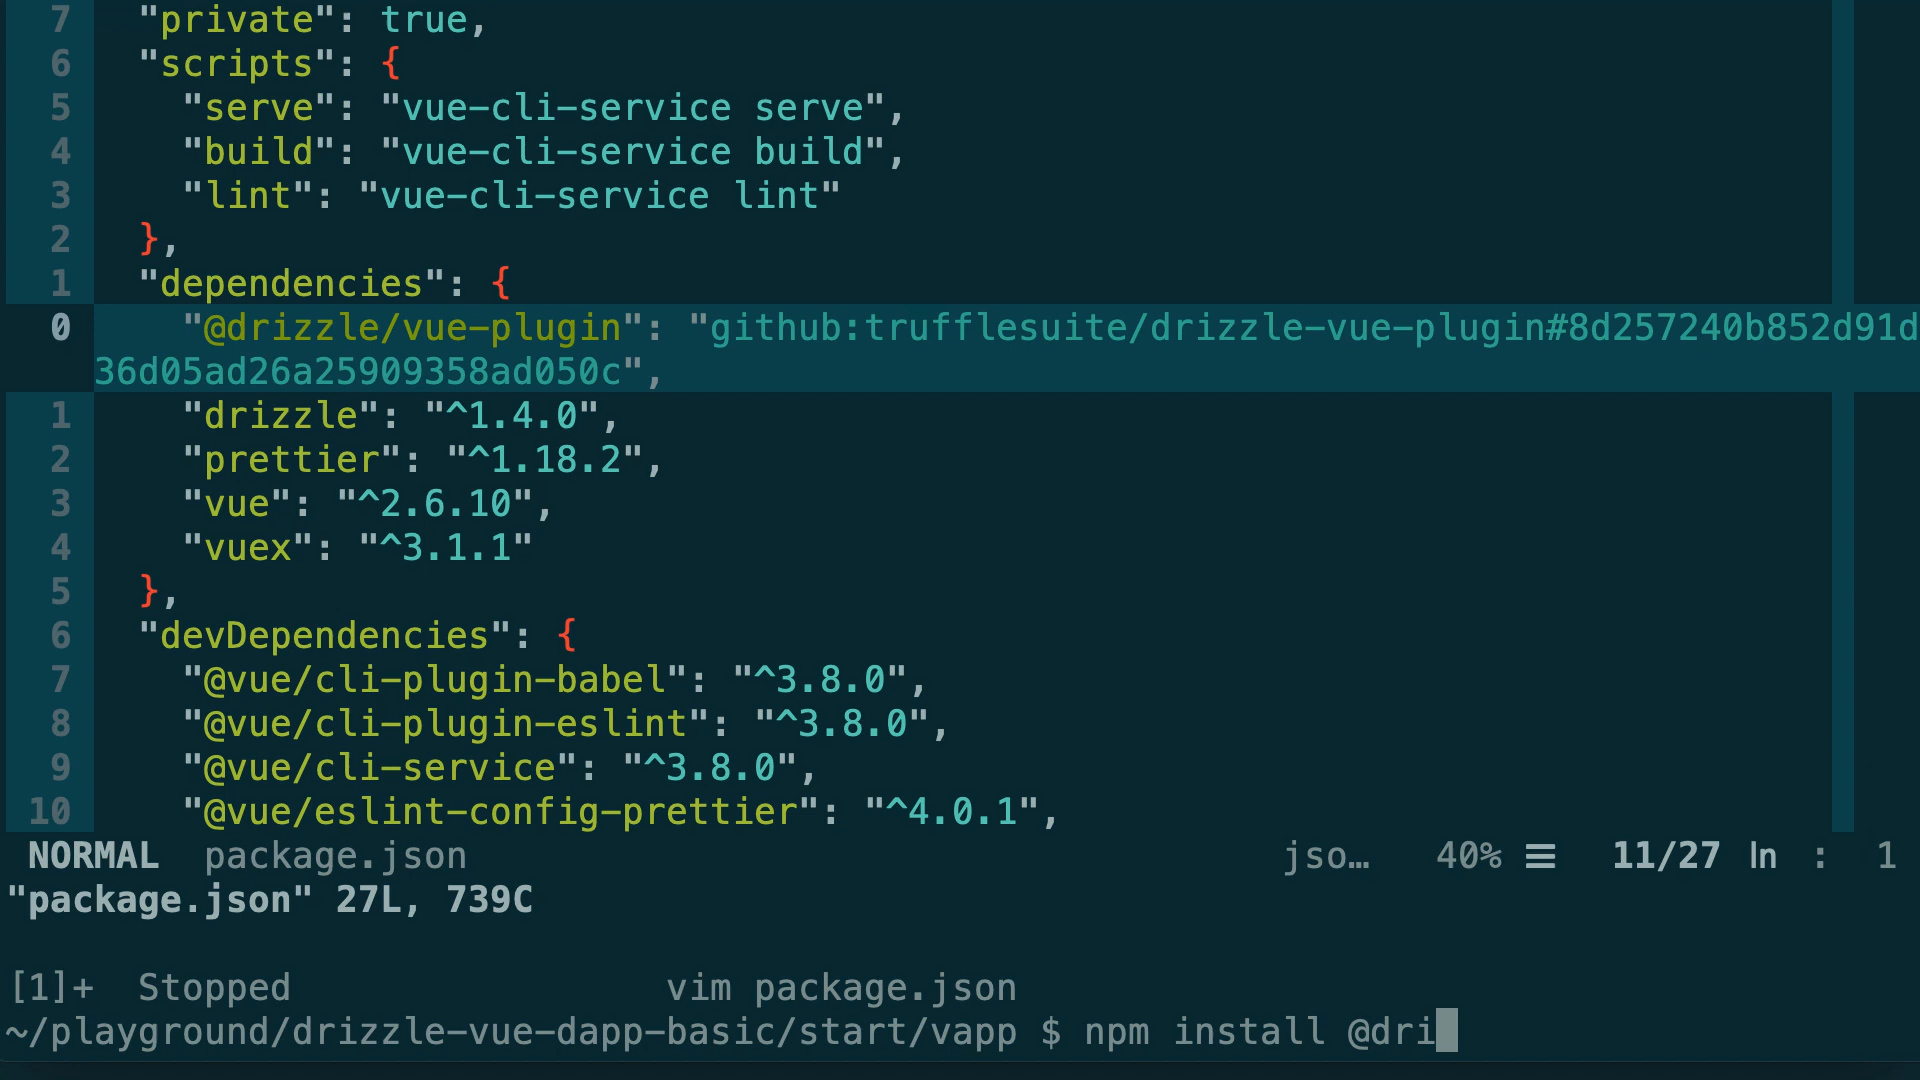 7 "private": true,
6 "scripts": {
5 "serve": "vue-cli-service serve",
4 "build": "vue-cli-service build",
3 "lint": "vue-cli-service lint"
2 },
1 "dependencies": {
0 "@drizzle/vue-plugin": "github:trufflesuite/drizzle-vue-plugin#8d257240b852d91d
36d05ad26a25909358ad050c",
1 "drizzle": "^1.4.0",
2 "prettier": "^1.18.2",
3 "vue": "^2.6.10",
4 "vuex": "^3.1.1"
5 },
6 "devDependencies": {
7 "@vue/cli-plugin-babel": "^3.8.0",
8 "@vue/cli-plugin-eslint": "^3.8.0",
9 "@vue/cli-service": "^3.8.0",
10 "@vue/eslint-config-prettier": "^4.0.1",
NORMAL package.json jso… 40% ☰ 11/27 ln : 1
"package.json" 27L, 739C
[1]+ Stopped vim package.json
~/playground/drizzle-vue-dapp-basic/start/vapp $ npm install @dri